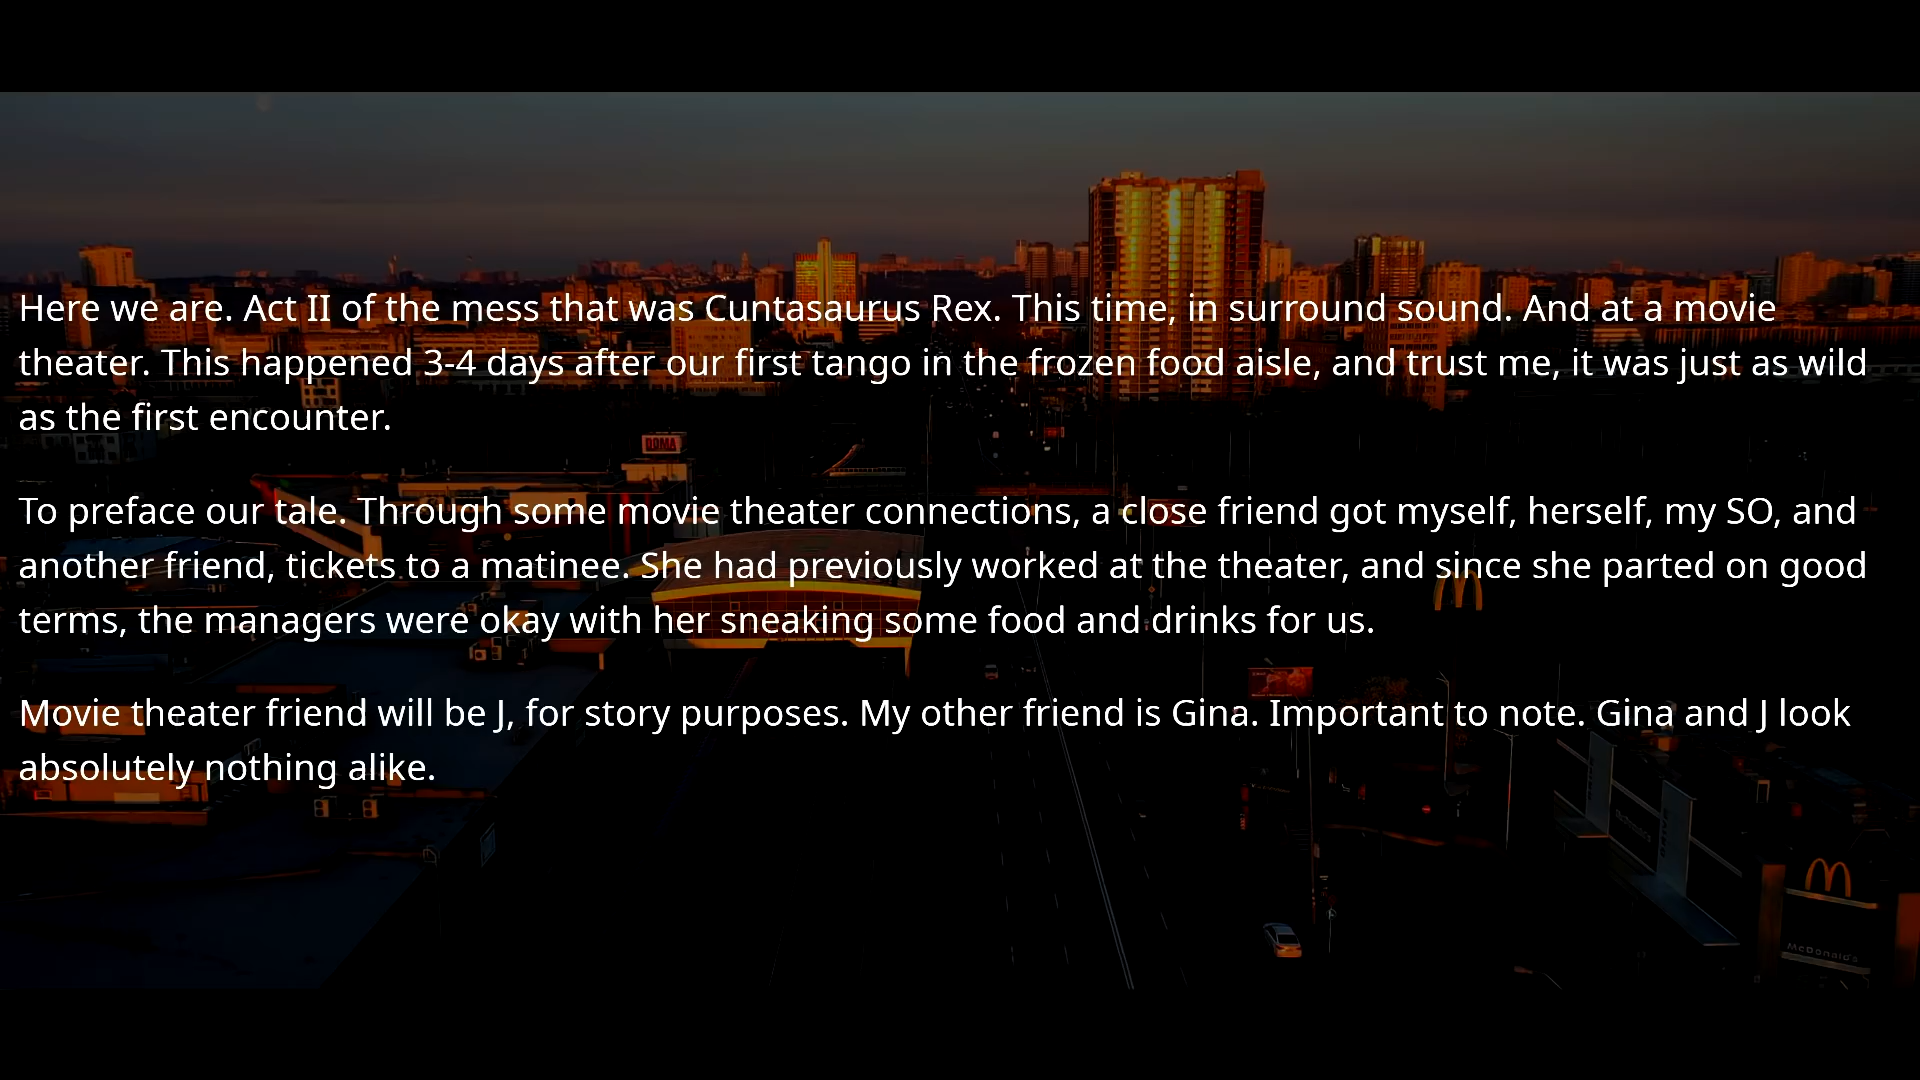 Here we are. Act II of the mess that was Cuntasaurus Rex. This time, in surround sound. And at a movie
theater. This happened 3-4 days after our first tango in the frozen food aisle, and trust me, it was just as wild
as the first encounter.
DOMA
To preface our tale. Through some movie theater connections, a close friend got myself, herself, my SO, and
another friend, tickets to a matinee. She had previously worked at the theater, and since she parted on good
terms, the managers were okay with her sneaking some food and drinks for us.
Movie theater friend will be J, for story purposes. My other friend is Gina. Important to note. Gina and J look
absolutely nothing alike.
McDonald's